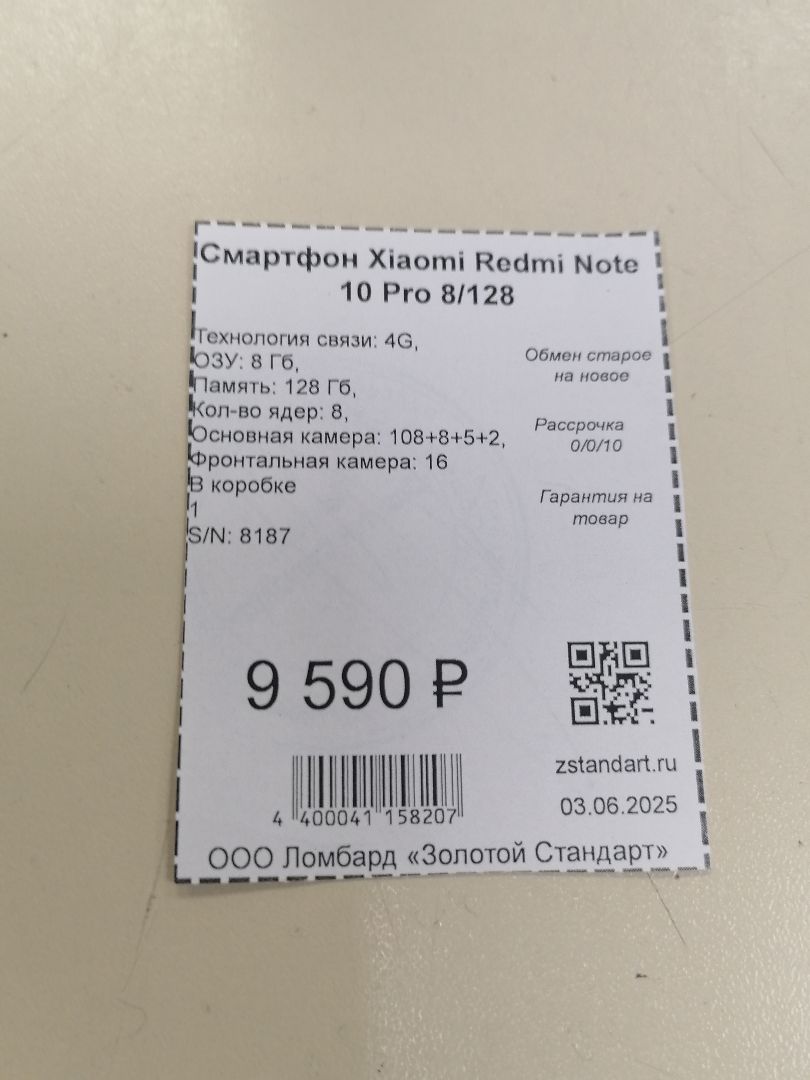 Смартфон Xiaomi Redmi Note
10 Pro 8/128
Технология связи: 4G,
ОЗУ: 8 Гб,
Память: 128 Гб,
Кол-во ядер: 8,
Основная камера: 108+8+5+2,
Фронтальная камера: 16
В коробке
1
S/N: 8187
Обмен старое
на новое
Рассрочка
0/0/10
Гарантия на
товар
9 590 ₽
4 400041 158207
zstandart.ru
03.06.2025
ООО Ломбард «Золотой Стандарт»